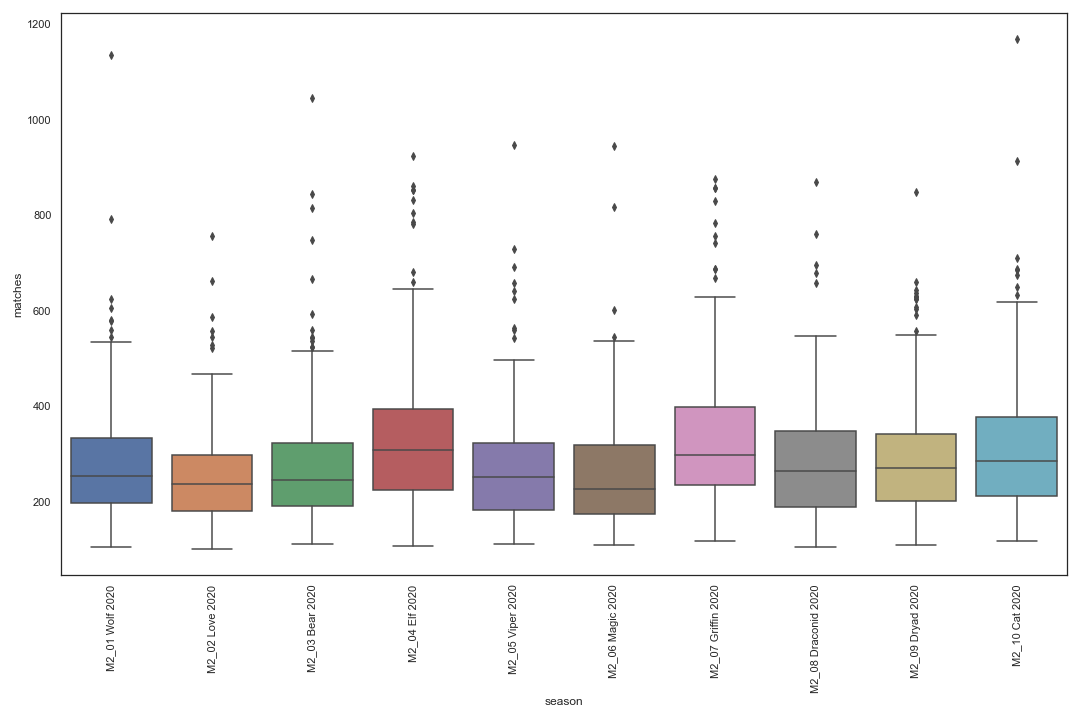 1200
1000
800
600
400
200
matches
M2_01 Wolf 2020
M2_02 Love 2020
M2_03 Bear 2020
M2_04 Elf 2020
M2_05 Viper 2020
M2_06 Magic 2020
M2_07 Griffin 2020
M2_08 Draconid 2020
M2_09 Dryad 2020
M2_10 Cat 2020
season